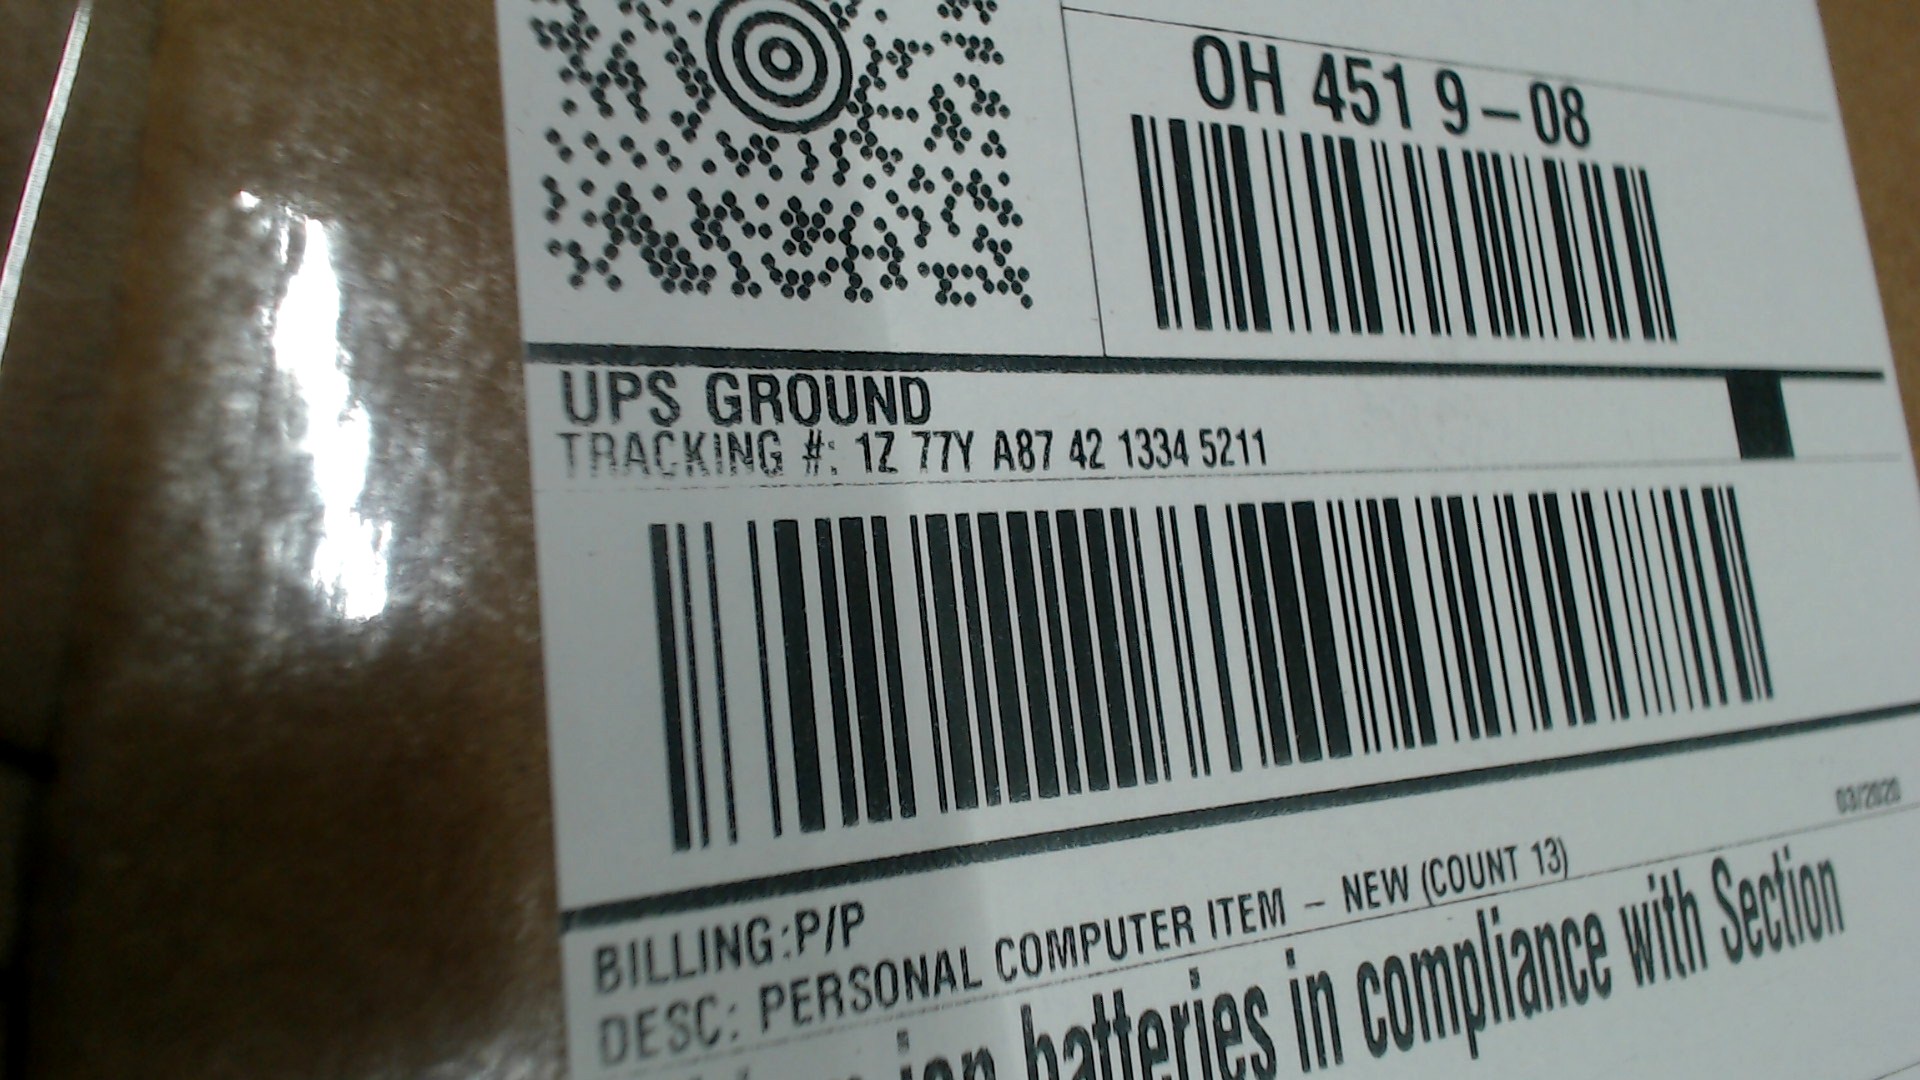 OH 451 9-08
UPS GROUND
TRACKING #: 1Z 77Y A87 42 1334 5211
03/2020
BILLING:P/P
DESC: PERSONAL COMPUTER ITEM - NEW (COUNT 13)
ion batteries in compliance with Section